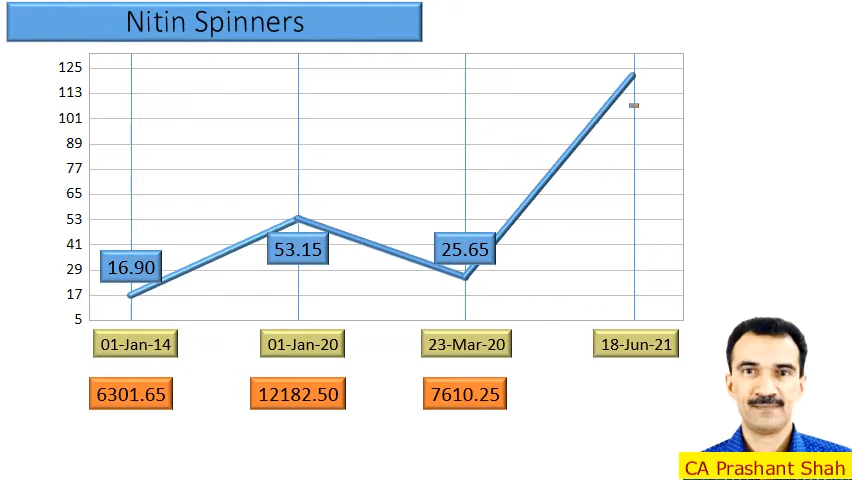 Nitin Spinners
125
113
101
89
77
65
53
41
29
17
5
16.90
53.15
25.65
01-Jan-14
01-Jan-20
23-Mar-20
18-Jun-21
6301.65
12182.50
7610.25
CA Prashant Shah